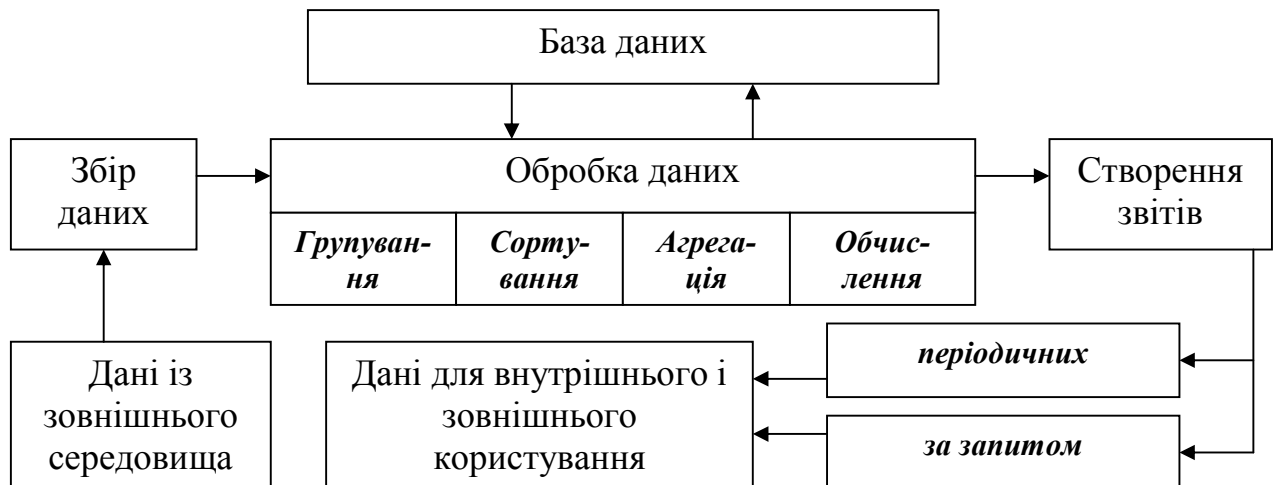 База даних
Збір
даних
Обробка даних
Створення
звітів
Групуван-
ня
Сорту-
вання
Агрега-
ція
Обчис-
лення
Дані із
зовнішнього
середовища
Дані для внутрішнього і
зовнішнього
користування
періодичних
за запитом